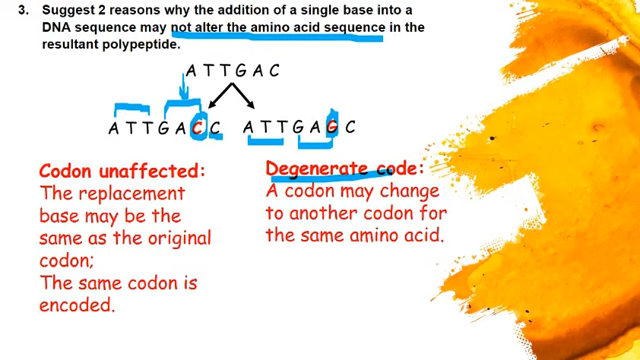 3. Suggest 2 reasons why the addition of a single base into a
DNA sequence may not alter the amino acid sequence in the
resultant polypeptide.
ATTGAC
ATTGACC ATTGAGC
Codon unaffected:
The replacement
base may be the
same as the original
codon;
The same codon is
encoded.
Degenerate code:
A codon may change
to another codon for
the same amino acid.